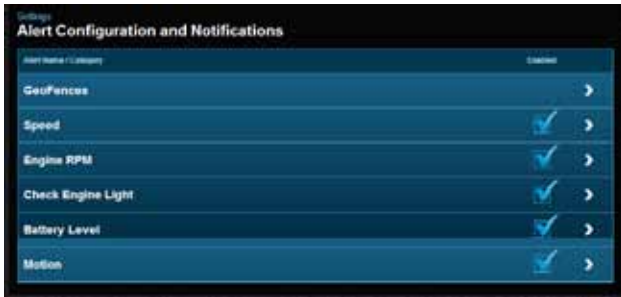 Settings
Alert Configuration and Notifications
Alert Name / Category Enabled
GeoFences
Speed
Engine RPM
Check Engine Light
Battery Level
Motion